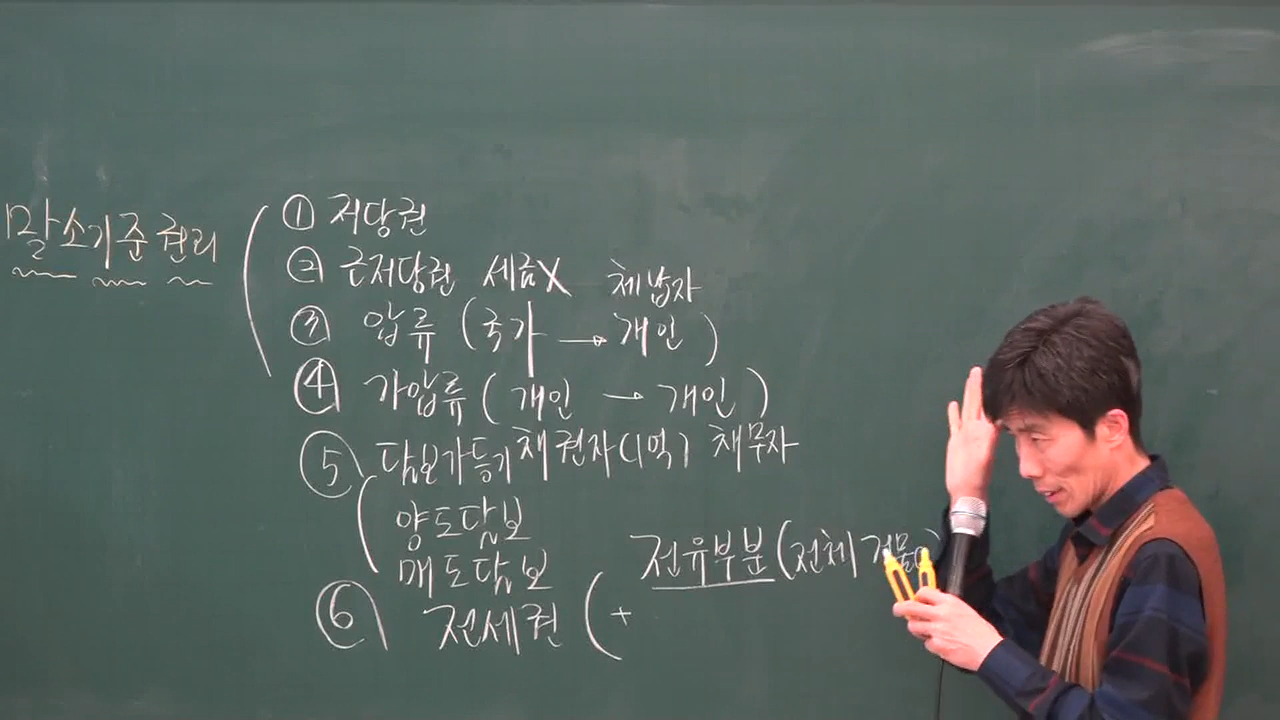 말소기준권리
① 저당권
② 근저당권 세금X 체납자
③ 압류 (국가 → 개인)
④ 가압류 (개인 → 개인)
⑤ 담보가등기 채권자(1억) 채무자
양도담보
매도담보
전유부분 (전체 건물)
⑥ 전세권 ( +